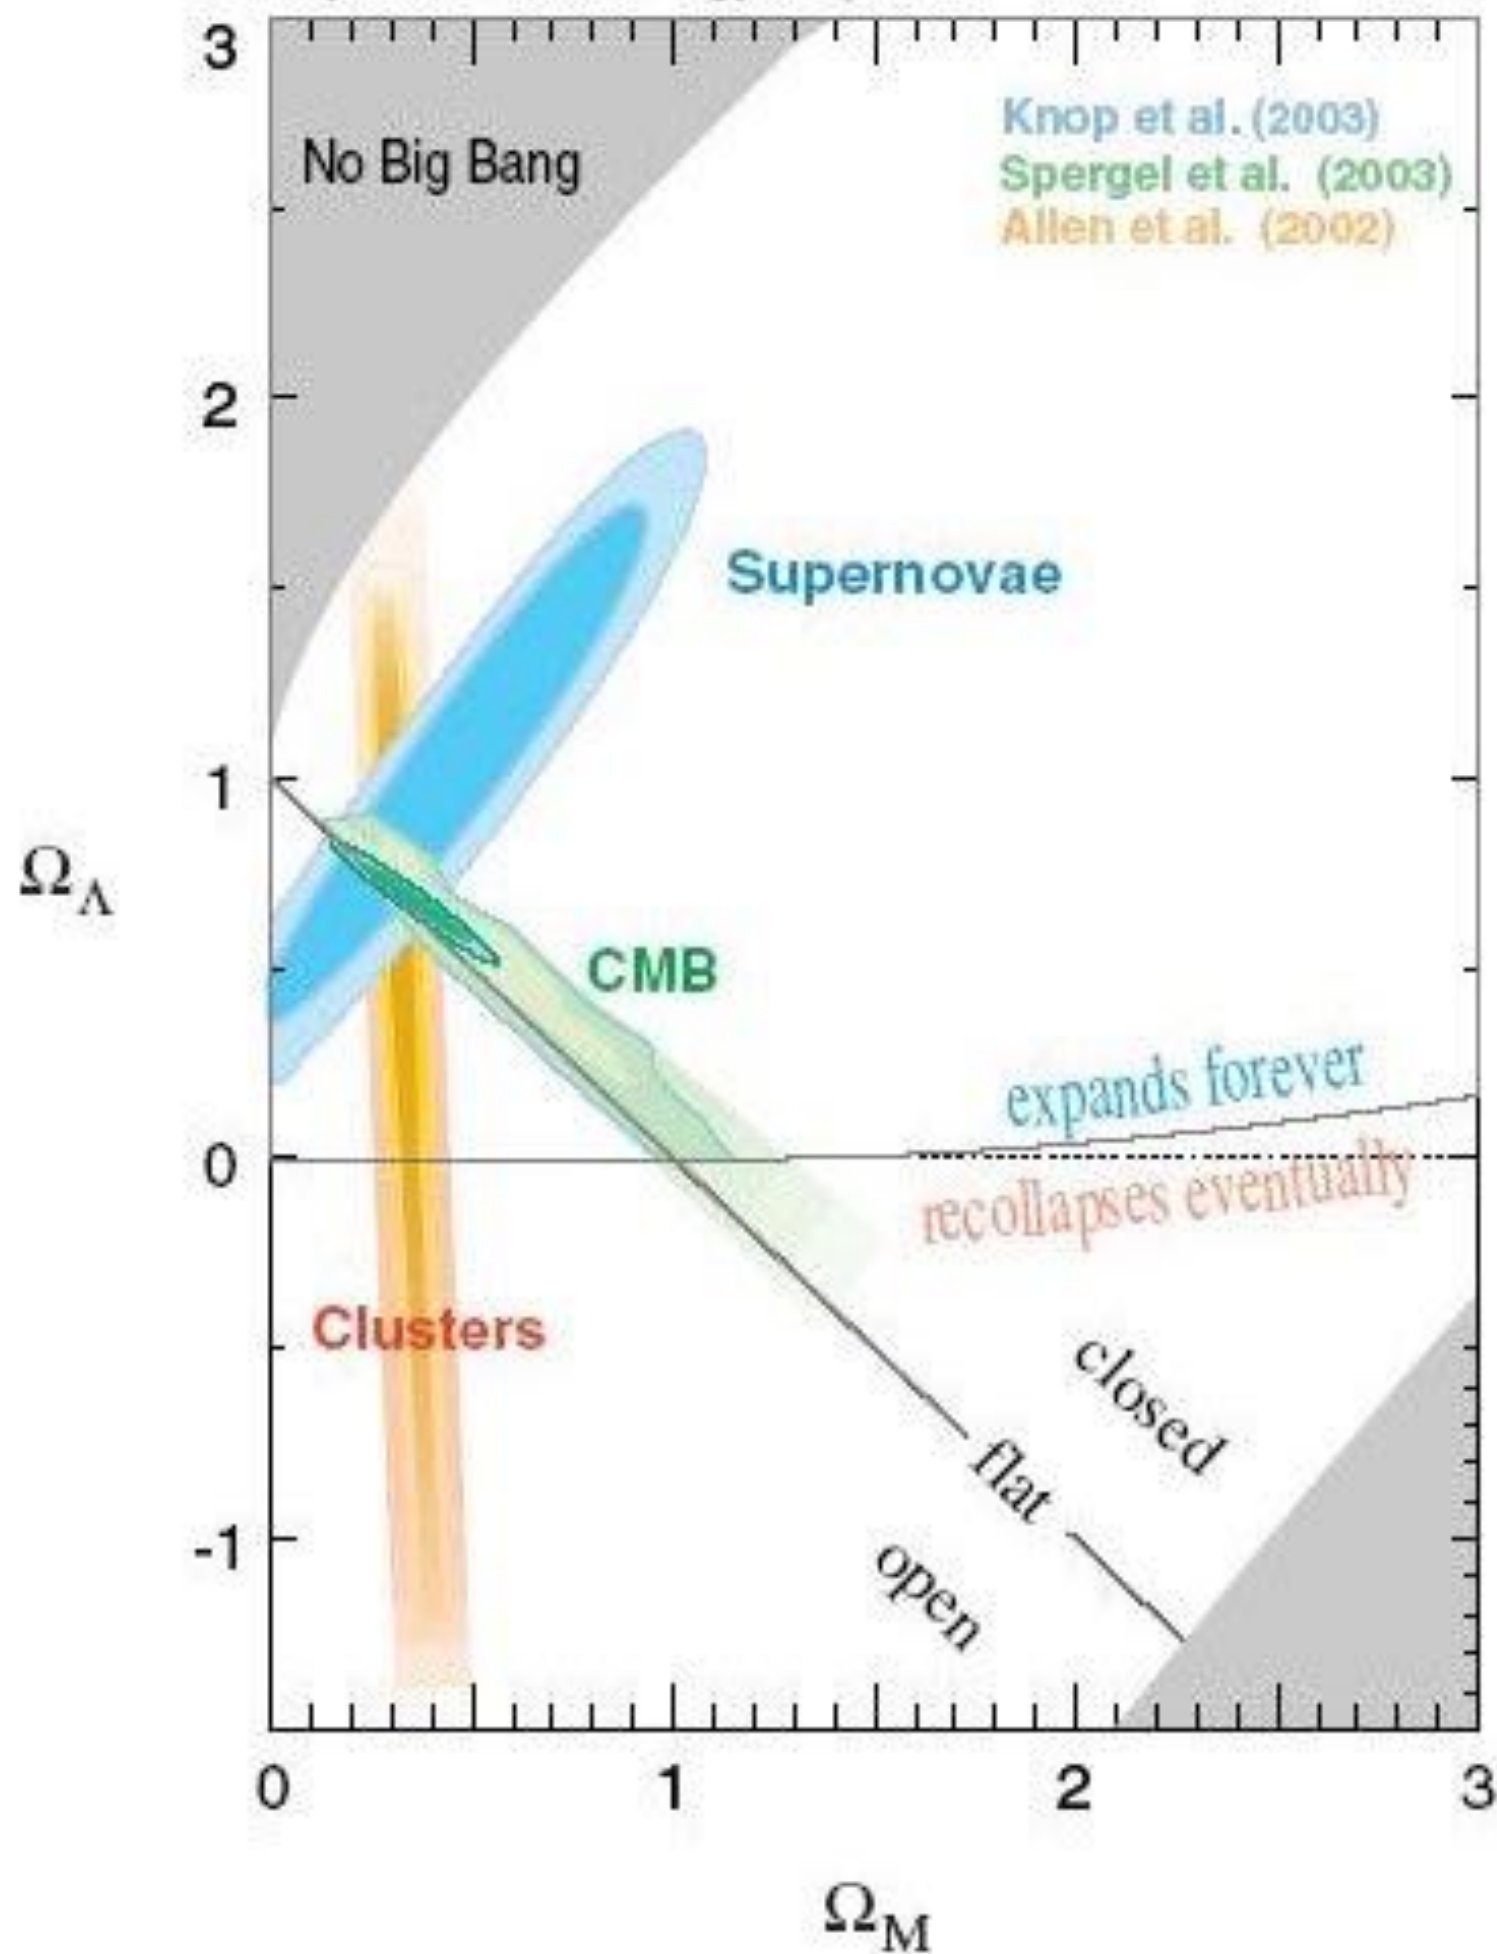 3
No Big Bang
Knop et al. (2003)
Spergel et al. (2003)
Allen et al. (2002)
2
Supernovae
1
Ω_Λ
CMB
expands forever
0
recollapses eventually
Clusters
closed
flat
-1
open
0 1 2 3
Ω_M